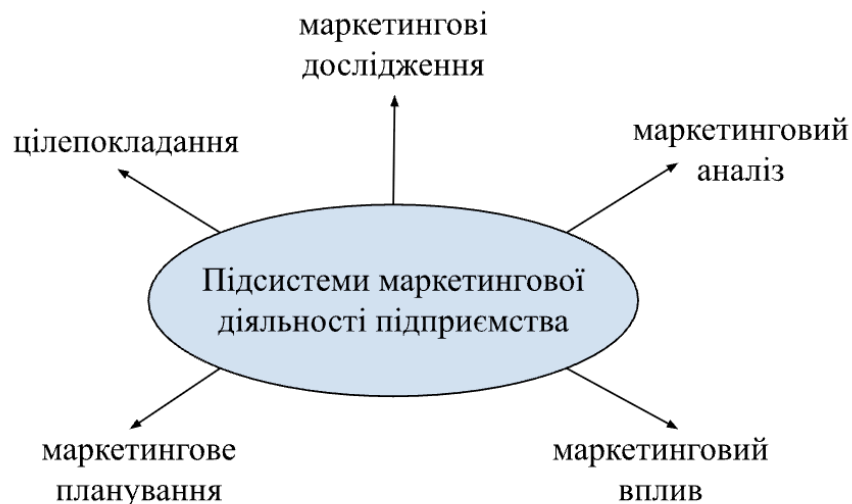 маркетингові
дослідження
цілепокладання
маркетинговий
аналіз
Підсистеми маркетингової
діяльності підприємства
маркетингове
планування
маркетинговий
вплив